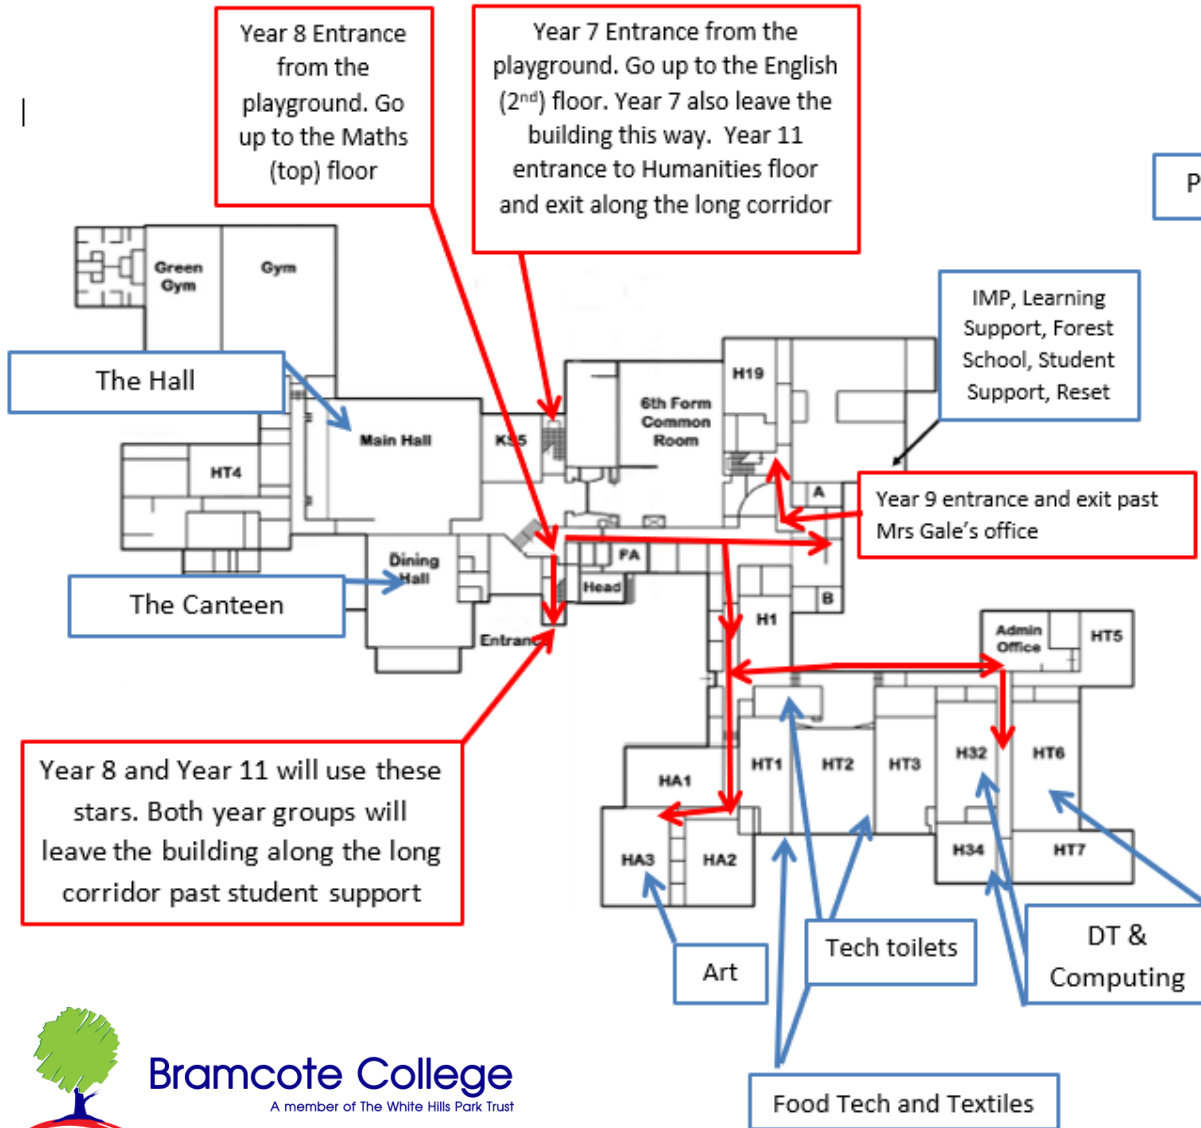 Year 8 Entrance
from the
playground. Go
up to the Maths
(top) floor
Year 7 Entrance from the
playground. Go up to the English
(2nd) floor. Year 7 also leave the
building this way. Year 11
entrance to Humanities floor
and exit along the long corridor
P
Green
Gym
Gym
IMP, Learning
Support, Forest
School, Student
Support, Reset
The Hall
H19
6th Form
Common
Room
Main Hall
KS5
HT4
A
Year 9 entrance and exit past
Mrs Gale's office
Dining
Hall
FA
Head
The Canteen
B
H1
Entrance
Admin
Office
HT5
Year 8 and Year 11 will use these
stars. Both year groups will
leave the building along the long
corridor past student support
HA1
HT1
HT2
HT3
H32
HT6
HA3
HA2
H34
HT7
Art
Tech toilets
DT &
Computing
Food Tech and Textiles
Bramcote College
A member of The White Hills Park Trust